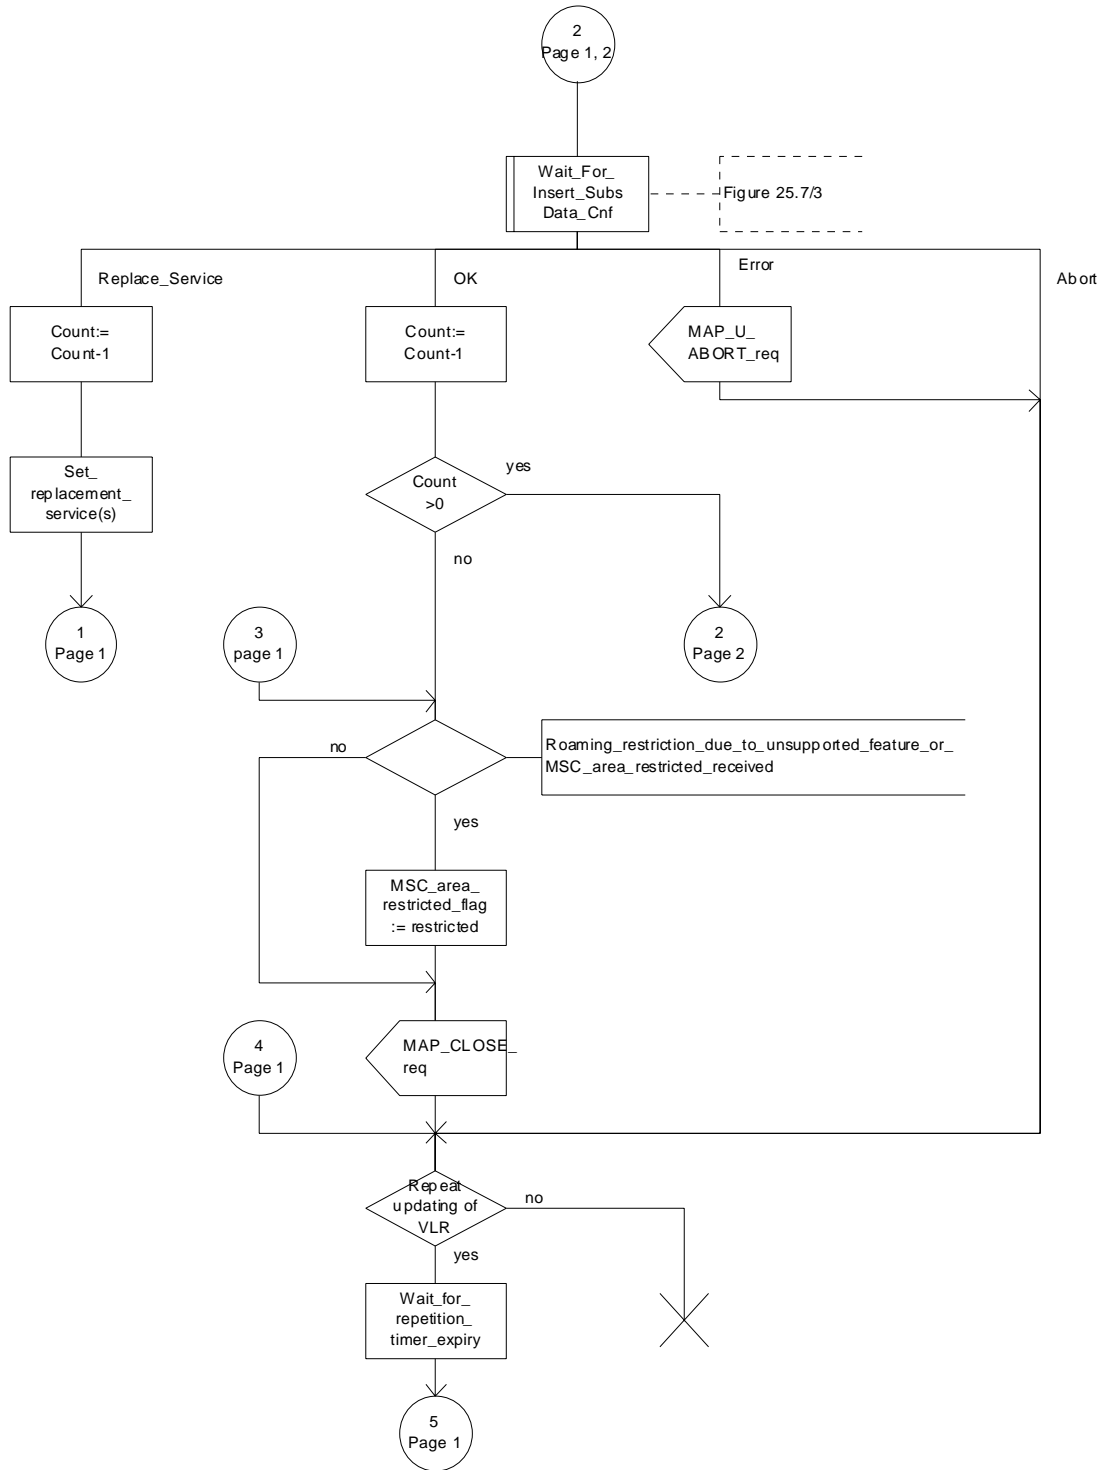 2
Page 1, 2
Wait_For_
Insert_Subs
Data_Cnf
Figure 25.7/3
Replace_Service
OK
Error
Abort
Count:=
Count-1
Count:=
Count-1
MAP_U_
ABORT_req
Set_
replacement_
service(s)
Count
>0
yes
no
1
Page 1
3
page 1
2
Page 2
no
Roaming_restriction_due_to_unsupported_feature_or_
MSC_area_restricted_received
yes
MSC_area_
restricted_flag
:= restricted
4
Page 1
MAP_CLOSE_
req
Repeat
updating of
VLR
no
yes
Wait_for_
repetition_
timer_expiry
5
Page 1